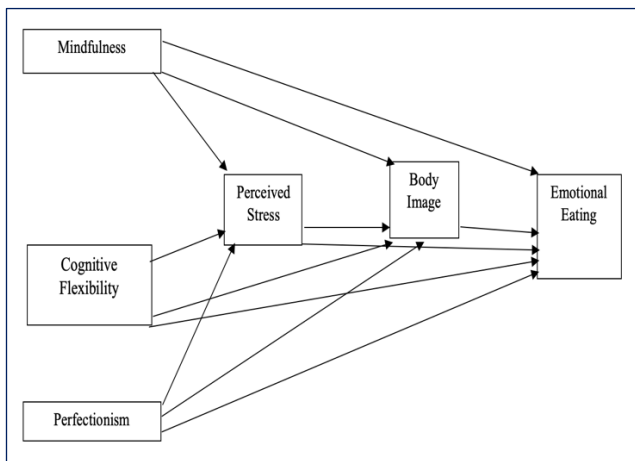 Mindfulness
Perceived
Stress
Body
Image
Emotional
Eating
Cognitive
Flexibility
Perfectionism